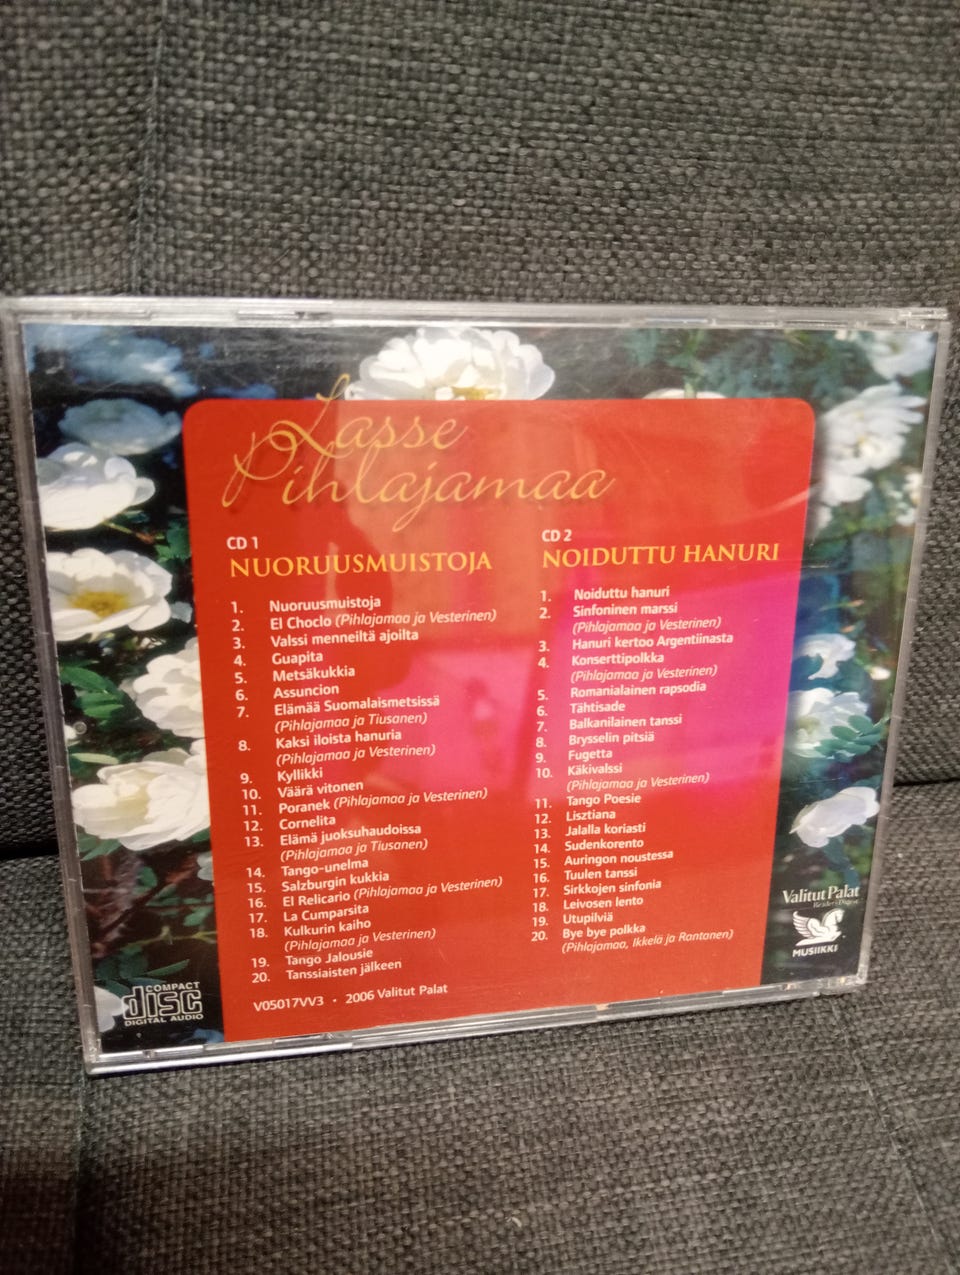 Lasse
Pihlajamaa
CD 1
NUORUUSMUISTOJA
1. Nuoruusmuistoja
2. El Choclo (Pihlajamaa ja Vesterinen)
3. Valssi menneiltä ajoilta
4. Guapita
5. Metsäkukkia
6. Assuncion
7. Elämää Suomalaismetsissä
(Pihlajamaa ja Tiusanen)
8. Kaksi iloista hanuria
(Pihlajamaa ja Vesterinen)
9. Kyllikki
10. Väärä vitonen
11. Poranek (Pihlajamaa ja Vesterinen)
12. Cornelita
13. Elämä juoksuhaudoissa
(Pihlajamaa ja Tiusanen)
14. Tango-unelma
15. Salzburgin kukkia
16. El Relicario (Pihlajamaa ja Vesterinen)
17. La Cumparsita
18. Kulkurin kaiho
(Pihlajamaa ja Vesterinen)
19. Tango Jalousie
20. Tanssiaisten jälkeen
V05017VV3 • 2006 Valitut Palat
CD 2
NOIDUTTU HANURI
1. Noiduttu hanuri
2. Sinfoninen marssi
(Pihlajamaa ja Vesterinen)
3. Hanuri kertoo Argentiinasta
4. Konserttipolkka
(Pihlajamaa ja Vesterinen)
5. Romanialainen rapsodia
6. Tähtisade
7. Balkanilainen tanssi
8. Brysselin pitsiä
9. Fugetta
10. Käkivalssi
(Pihlajamaa ja Vesterinen)
11. Tango Poesie
12. Lisztiana
13. Jalalla koriasti
14. Sudenkorento
15. Auringon noustessa
16. Tuulen tanssi
17. Sirkkojen sinfonia
18. Leivosen lento
19. Utupilviä
20. Bye bye polkka
(Pihlajamaa, Ikkelä ja Rantanen)
Valitut Palat
Reader's Digest
MUSIIKKI
COMPACT
disc
DIGITAL AUDIO